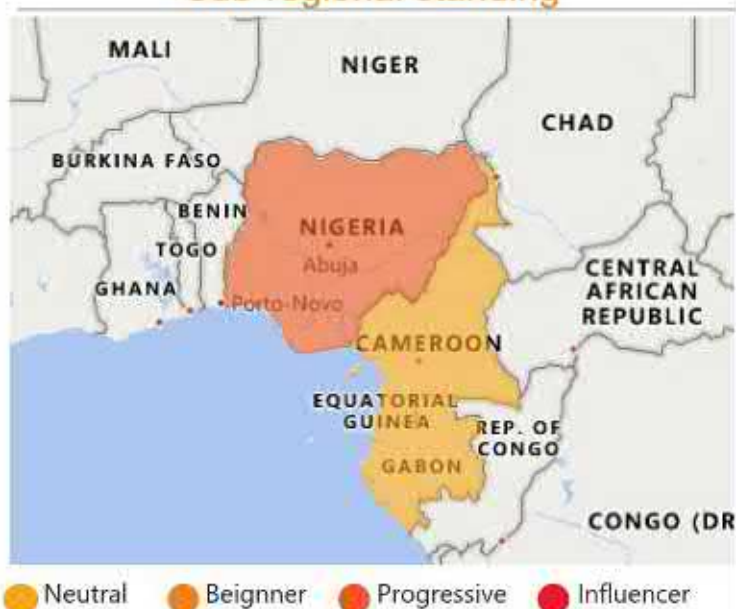 MALI
NIGER
CHAD
BURKINA FASO
BENIN
NIGERIA
TOGO
Abuja
GHANA
CENTRAL
AFRICAN
REPUBLIC
Porto-Novo
CAMEROON
EQUATORIAL
GUINEA
REP. OF
CONGO
GABON
CONGO (DR
Neutral
Beignner
Progressive
Influencer